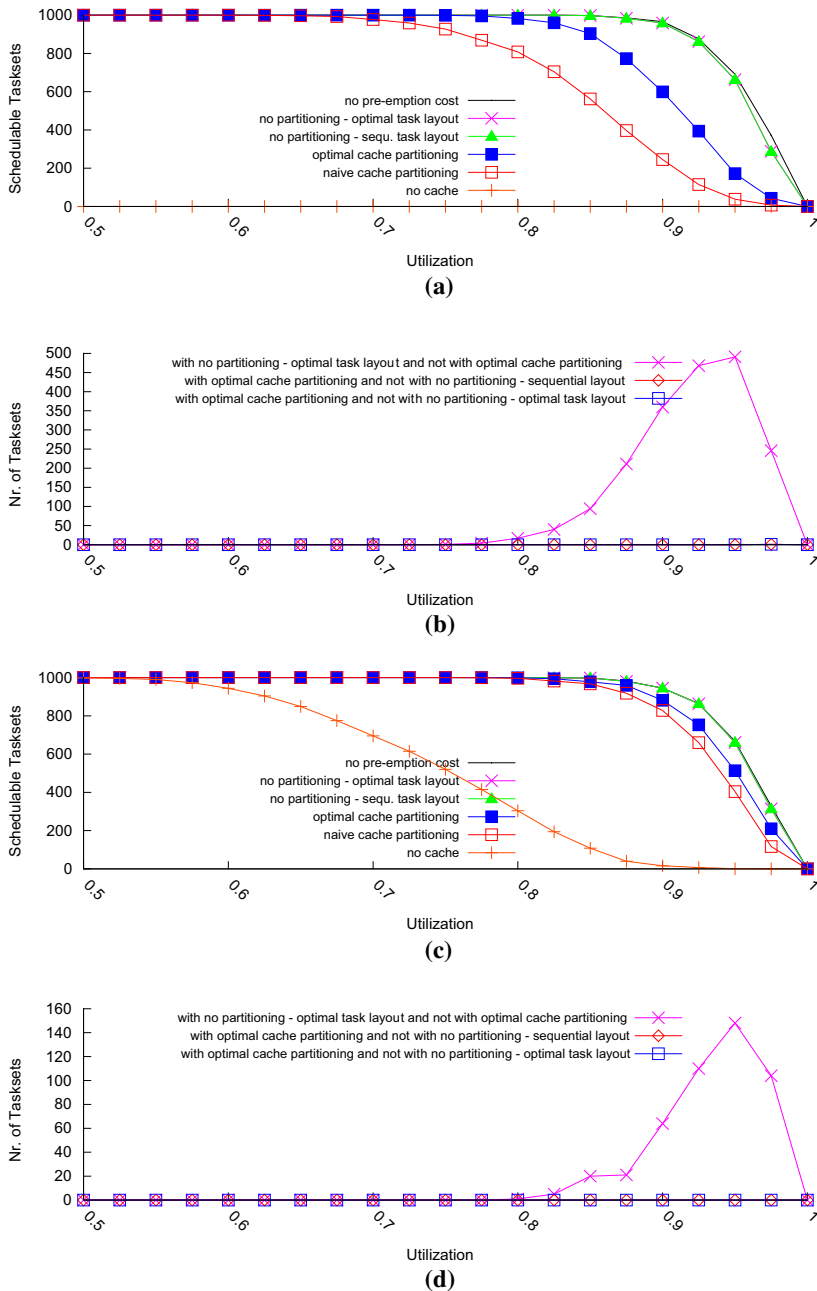 1000
800
600
400
200
0
Schedulable Tasksets
no pre-emption cost
no partitioning - optimal task layout
no partitioning - sequ. task layout
optimal cache partitioning
naive cache partitioning
no cache
0.5
0.6
0.7
0.8
0.9
1
Utilization
(a)
500
450
400
350
300
250
200
150
100
50
0
Nr. of Tasksets
with no partitioning - optimal task layout and not with optimal cache partitioning
with optimal cache partitioning and not with no partitioning - sequential layout
with optimal cache partitioning and not with no partitioning - optimal task layout
0.5
0.6
0.7
0.8
0.9
1
Utilization
(b)
1000
800
600
400
200
0
Schedulable Tasksets
no pre-emption cost
no partitioning - optimal task layout
no partitioning - sequ. task layout
optimal cache partitioning
naive cache partitioning
no cache
0.5
0.6
0.7
0.8
0.9
1
Utilization
(c)
160
140
120
100
80
60
40
20
0
Nr. of Tasksets
with no partitioning - optimal task layout and not with optimal cache partitioning
with optimal cache partitioning and not with no partitioning - sequential layout
with optimal cache partitioning and not with no partitioning - optimal task layout
0.5
0.6
0.7
0.8
0.9
1
Utilization
(d)